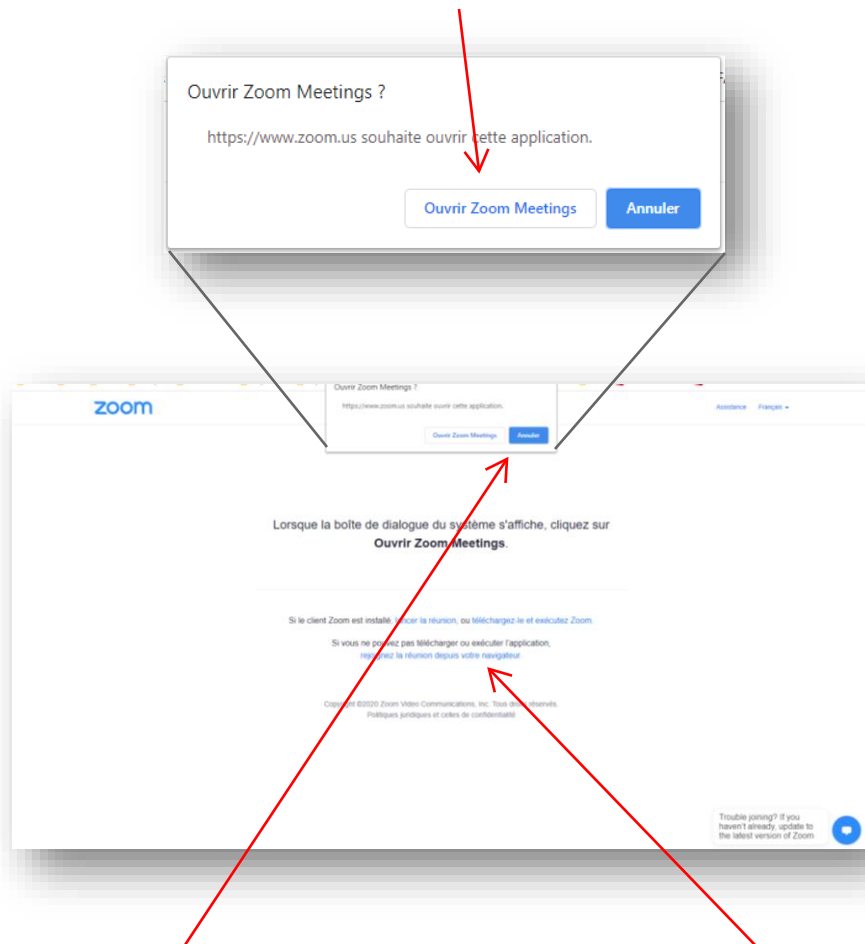 Ouvrir Zoom Meetings ?
https://www.zoom.us souhaite ouvrir cette application.
Ouvrir Zoom Meetings Annuler
Ouvrir Zoom Meetings ?
https://www.zoom.us souhaite ouvrir cette application.
zoom
Assistance Français
Ouvrir Zoom Meetings Annuler
Lorsque la boîte de dialogue du système s'affiche, cliquez sur
Ouvrir Zoom Meetings.
Si le client Zoom est installé, lancer la réunion, ou téléchargez-le et exécutez Zoom.
Si vous ne pouvez pas télécharger ou exécuter l'application,
rejoignez la réunion depuis votre navigateur.
Copyright ©2020 Zoom Video Communications, Inc. Tous droits réservés.
Politiques juridiques et celles de confidentialité
Trouble joining? If you
haven't already, update to
the latest version of Zoom